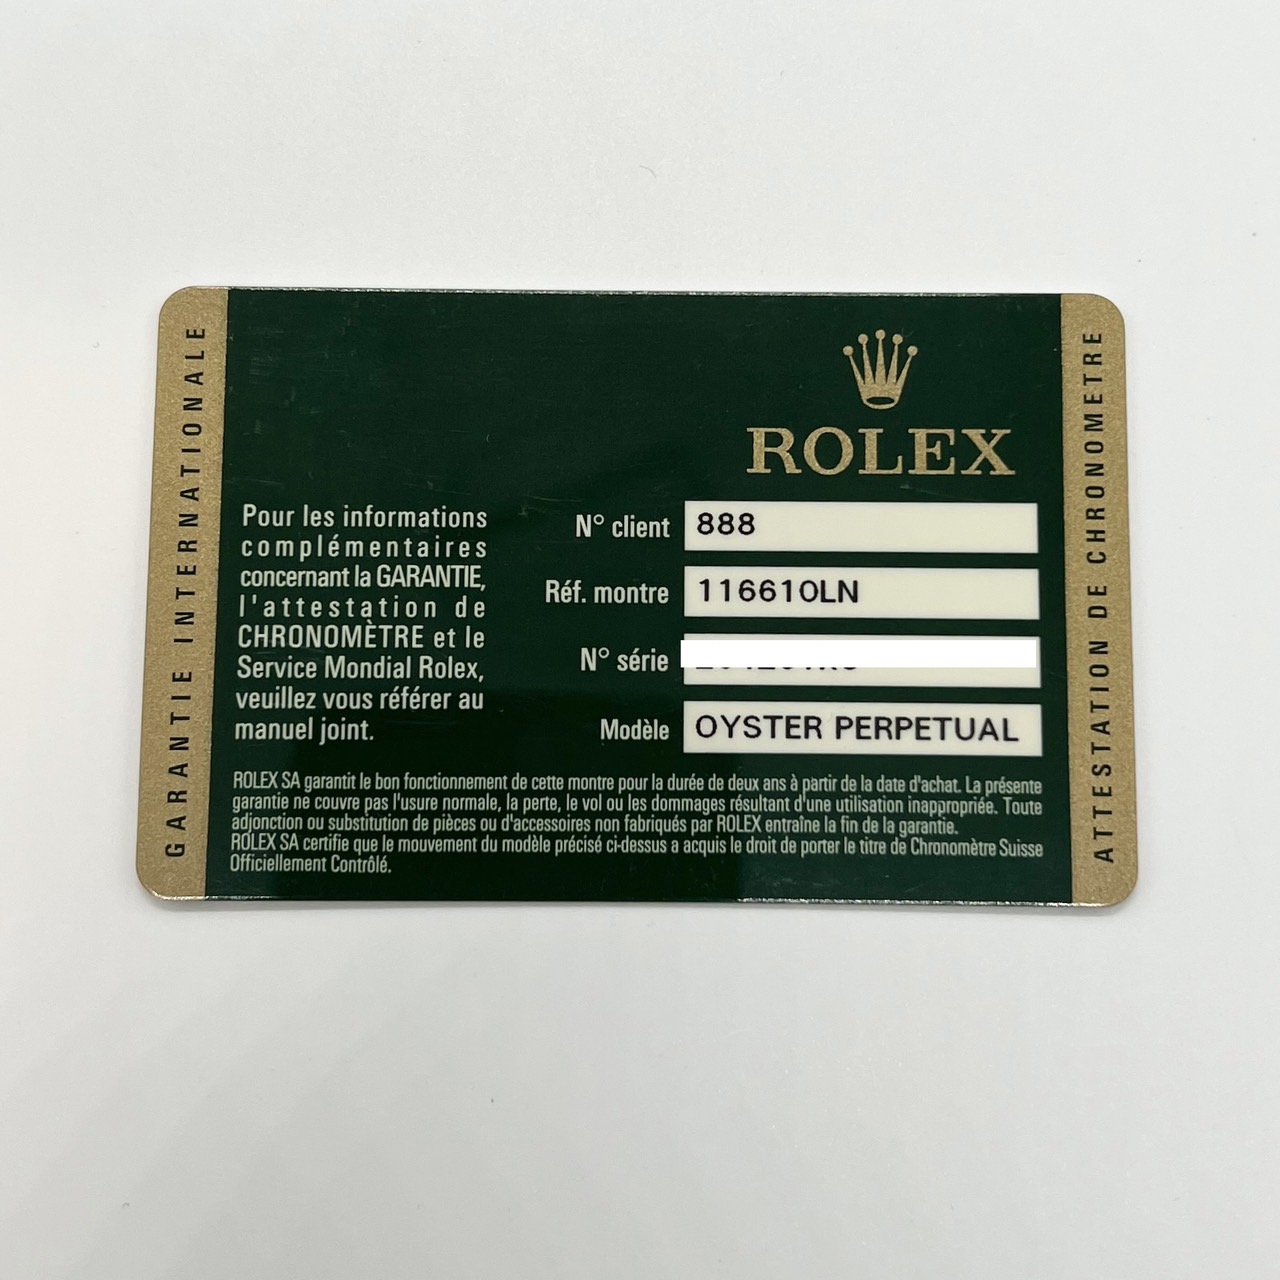 GARANTIE INTERNATIONALE
ROLEX
Pour les informations
complémentaires
concernant la GARANTIE,
l'attestation de
CHRONOMÈTRE et le
Service Mondial Rolex,
veuillez vous référer au
manuel joint.
N° client 888
Réf. montre 116610LN
N° série
Modèle OYSTER PERPETUAL
ROLEX SA garantit le bon fonctionnement de cette montre pour la durée de deux ans à partir de la date d'achat. La présente
garantie ne couvre pas l'usure normale, la perte, le vol ou les dommages résultant d'une utilisation inappropriée. Toute
adjonction ou substitution de pièces ou d'accessoires non fabriqués par ROLEX entraîne la fin de la garantie.
ROLEX SA certifie que le mouvement du modèle précisé ci-dessus a acquis le droit de porter le titre de Chronomètre Suisse
Officiellement Contrôlé.
ATTESTATION DE CHRONOMETRE